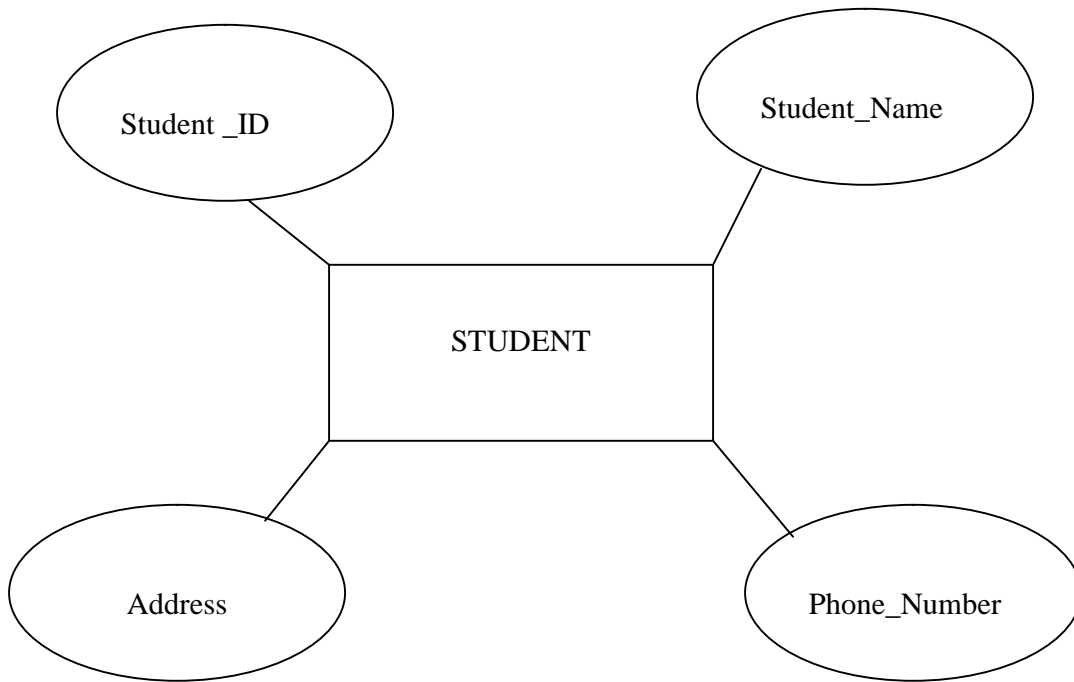 Student _ID
Student_Name
STUDENT
Address
Phone_Number